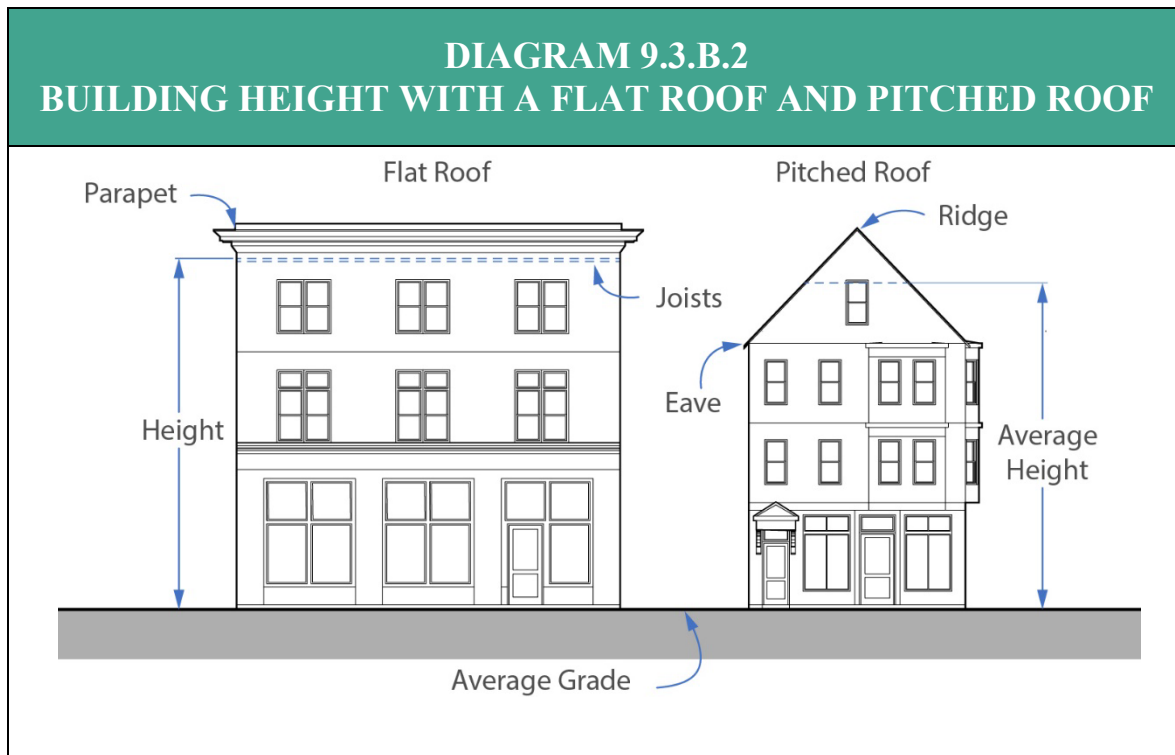 DIAGRAM 9.3.B.2
BUILDING HEIGHT WITH A FLAT ROOF AND PITCHED ROOF
Flat Roof
Pitched Roof
Parapet
Ridge
Joists
Eave
Height
Average
Height
Average Grade